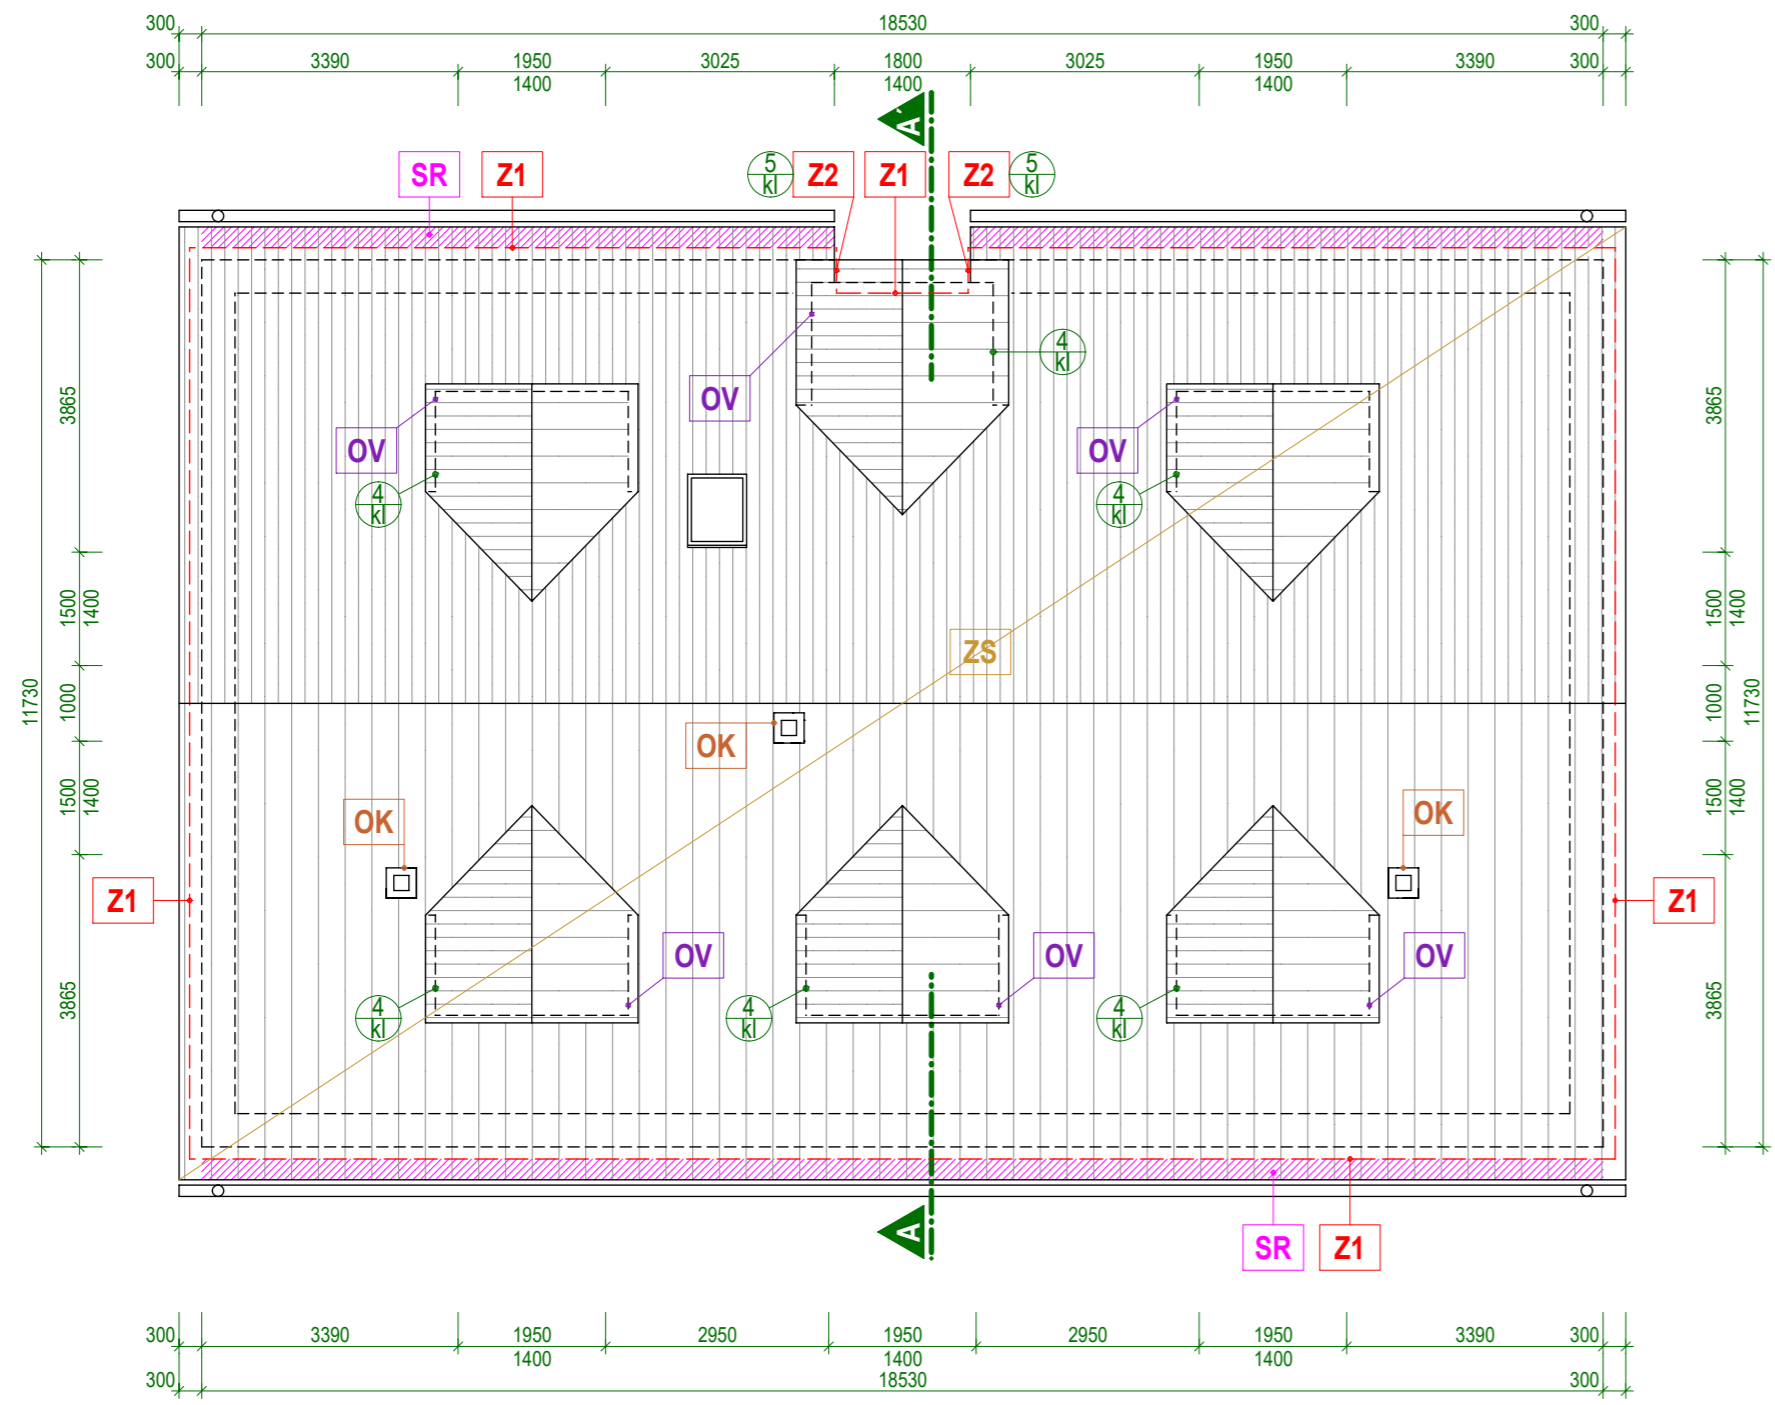 300 18530 300
300 3390 1950 3025 1800 3025 1950 3390 300
1400 1400 1400
A'
SR Z1 5 kl Z2 Z1 Z2 5 kl
4
kl
OV
OV OV
3865 3865
4 4
kl kl
1500 1400 1500 1400
ZS
11730 1000 1000 11730
OK
1500 1400 1500 1400
OK OK
Z1 Z1
OV OV OV
3865 3865
4 4 4
kl kl kl
A
SR Z1
300 3390 1950 2950 1950 2950 1950 3390 300
1400 1400 1400
300 18530 300